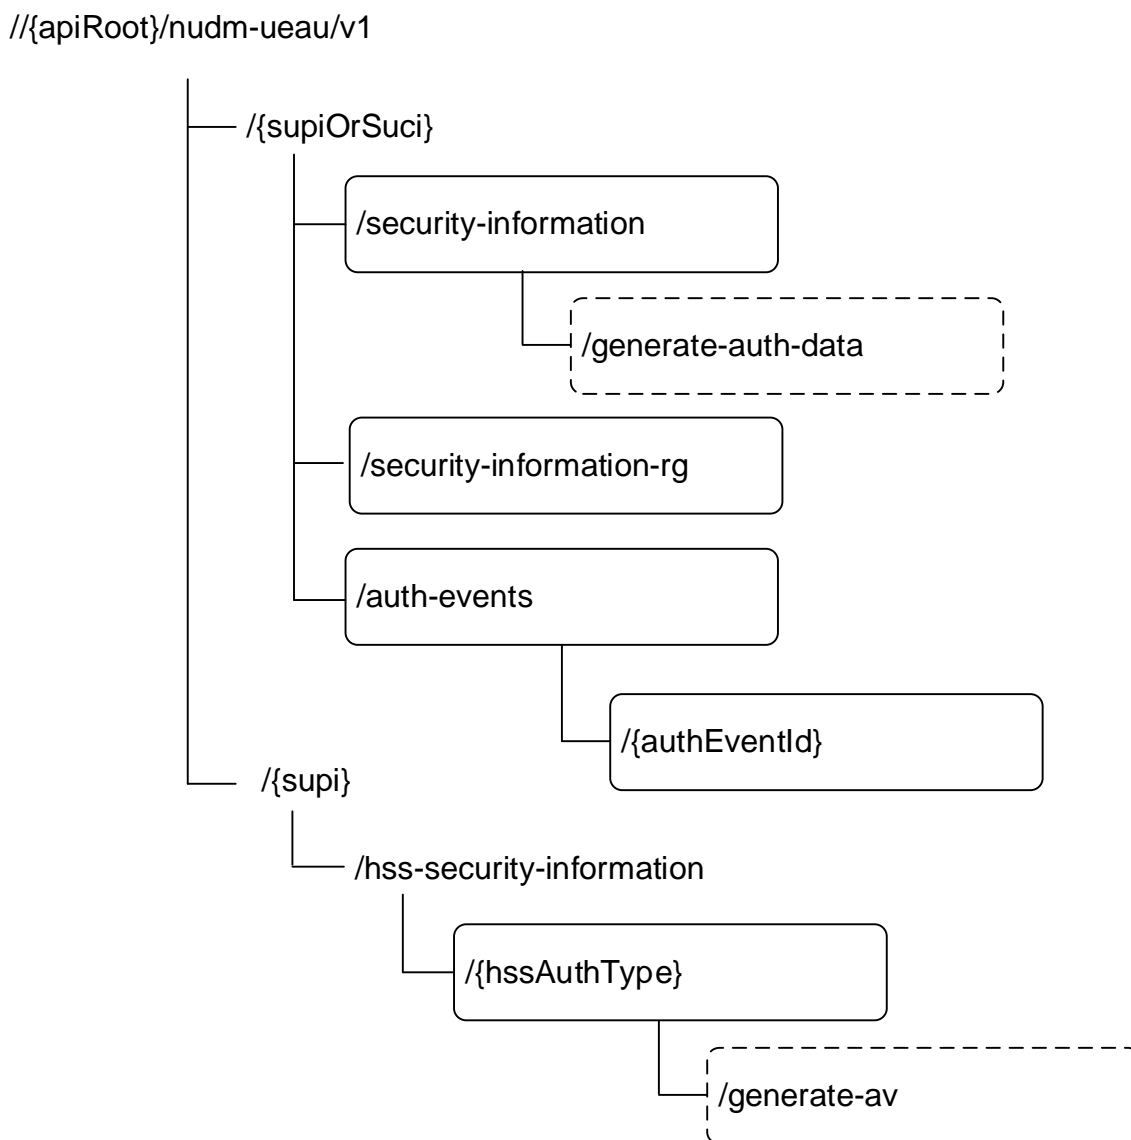 //{apiRoot}/nudm-ueau/v1
/{supiOrSuci}
/security-information
/generate-auth-data
/security-information-rg
/auth-events
/{authEventId}
/{supi}
/hss-security-information
/{hssAuthType}
/generate-av